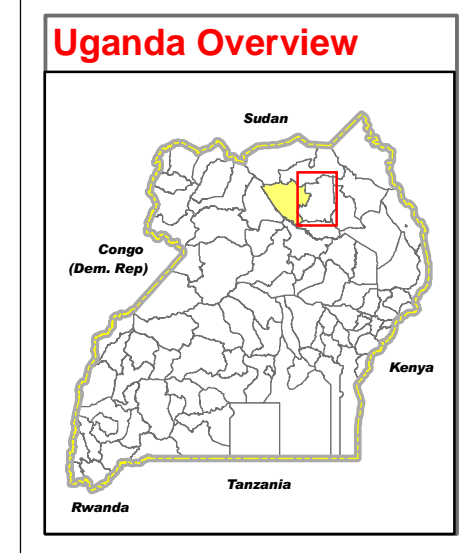 Uganda Overview
Sudan
Congo
(Dem. Rep)
Kenya
Tanzania
Rwanda